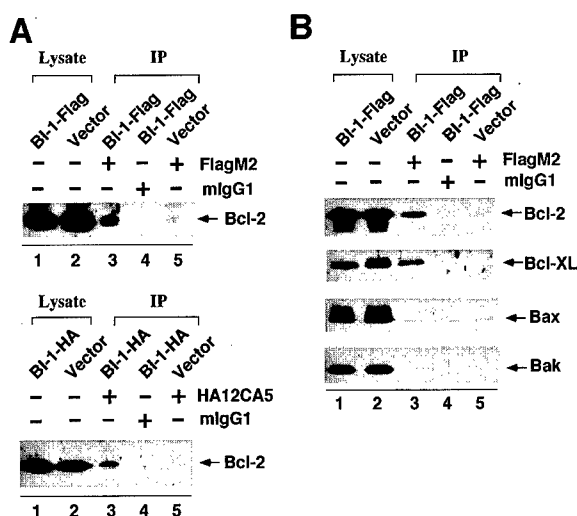 A
Lysate IP
BI-1-Flag Vector BI-1-Flag BI-1-Flag Vector
− − + − + FlagM2
− − − + − mIgG1
Bcl-2
1 2 3 4 5
Lysate IP
BI-1-HA Vector BI-1-HA BI-1-HA Vector
− − + − + HA12CA5
− − − + − mIgG1
Bcl-2
1 2 3 4 5
B
Lysate IP
BI-1-Flag Vector BI-1-Flag BI-1-Flag Vector
− − + − + FlagM2
− − − + − mIgG1
Bcl-2
Bcl-XL
Bax
Bak
1 2 3 4 5